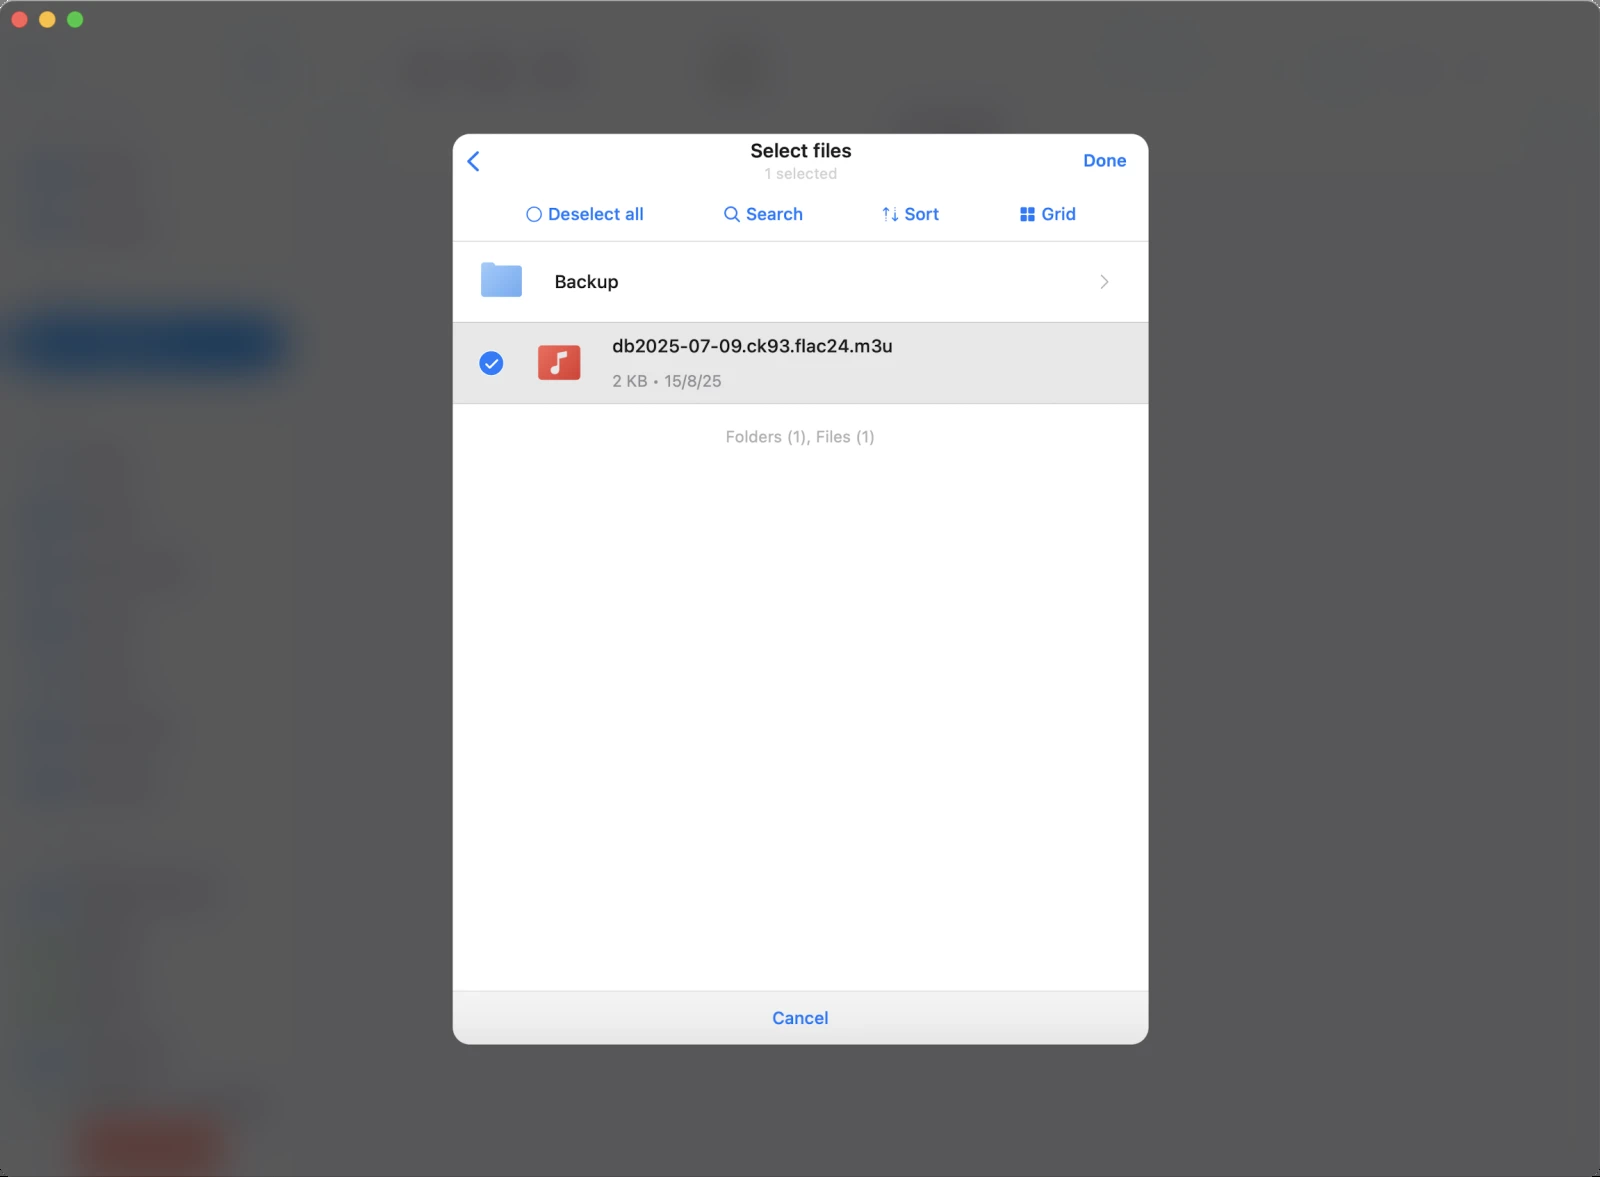 Select files
1 selected
Done
Deselect all
Search
Sort
Grid
Backup
db2025-07-09.ck93.flac24.m3u
2 KB • 15/8/25
Folders (1), Files (1)
Cancel